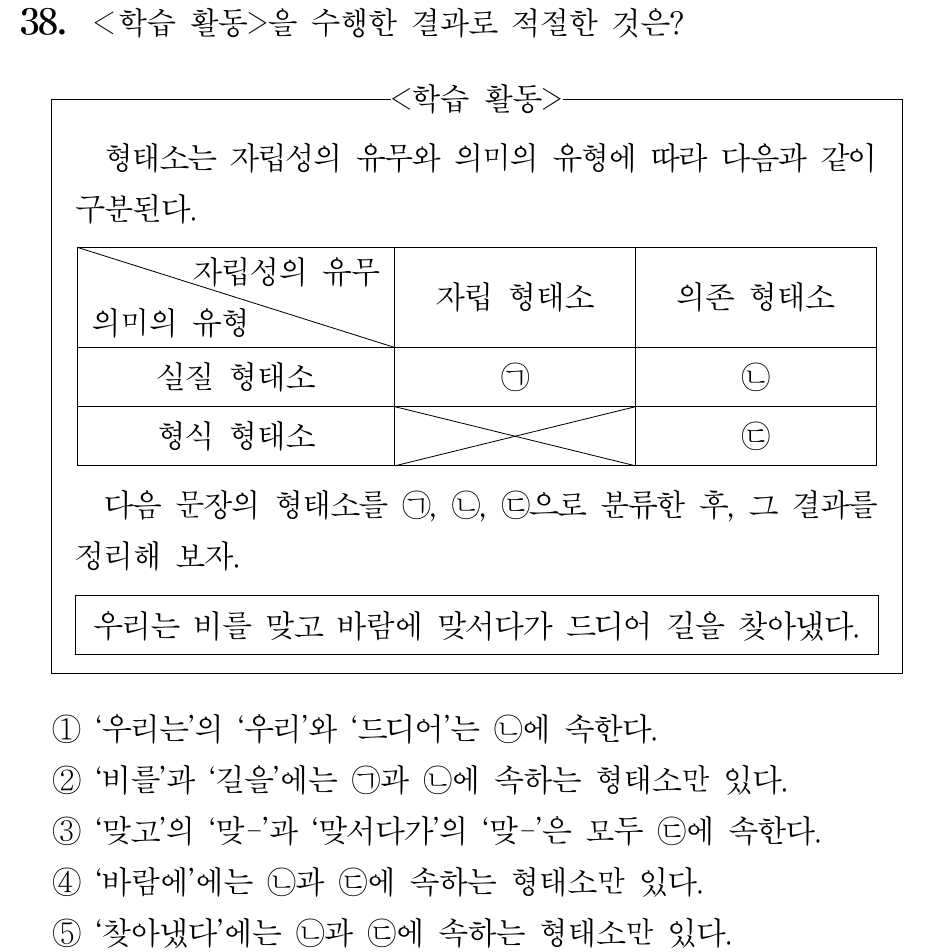 38. <학습 활동>을 수행한 결과로 적절한 것은?
<학습 활동>
형태소는 자립성의 유무와 의미의 유형에 따라 다음과 같이
구분된다.
자립성의 유무
의미의 유형
자립 형태소
의존 형태소
실질 형태소
㉠
㉡
형식 형태소
㉢
다음 문장의 형태소를 ㉠, ㉡, ㉢으로 분류한 후, 그 결과를
정리해 보자.
우리는 비를 맞고 바람에 맞서다가 드디어 길을 찾아냈다.
① ‘우리는’의 ‘우리’와 ‘드디어’는 ㉡에 속한다.
② ‘비를’과 ‘길을’에는 ㉠과 ㉡에 속하는 형태소만 있다.
③ ‘맞고’의 ‘맞-’과 ‘맞서다가’의 ‘맞-’은 모두 ㉢에 속한다.
④ ‘바람에’에는 ㉡과 ㉢에 속하는 형태소만 있다.
⑤ ‘찾아냈다’에는 ㉡과 ㉢에 속하는 형태소만 있다.